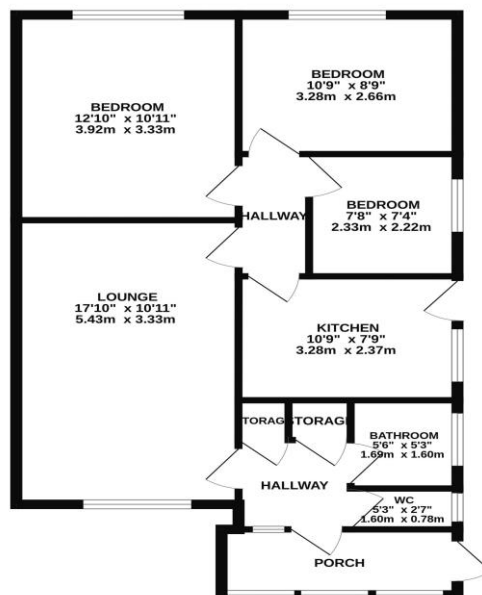 BEDROOM
12'10" x 10'11"
3.92m x 3.33m
BEDROOM
10'9" x 8'9"
3.28m x 2.66m
BEDROOM
7'8" x 7'4"
2.33m x 2.22m
HALLWAY
LOUNGE
17'10" x 10'11"
5.43m x 3.33m
KITCHEN
10'9" x 7'9"
3.28m x 2.37m
TORAG
STORAGE
BATHROOM
5'6" x 5'3"
1.69m x 1.60m
HALLWAY
WC
5'3" x 2'7"
1.60m x 0.78m
PORCH